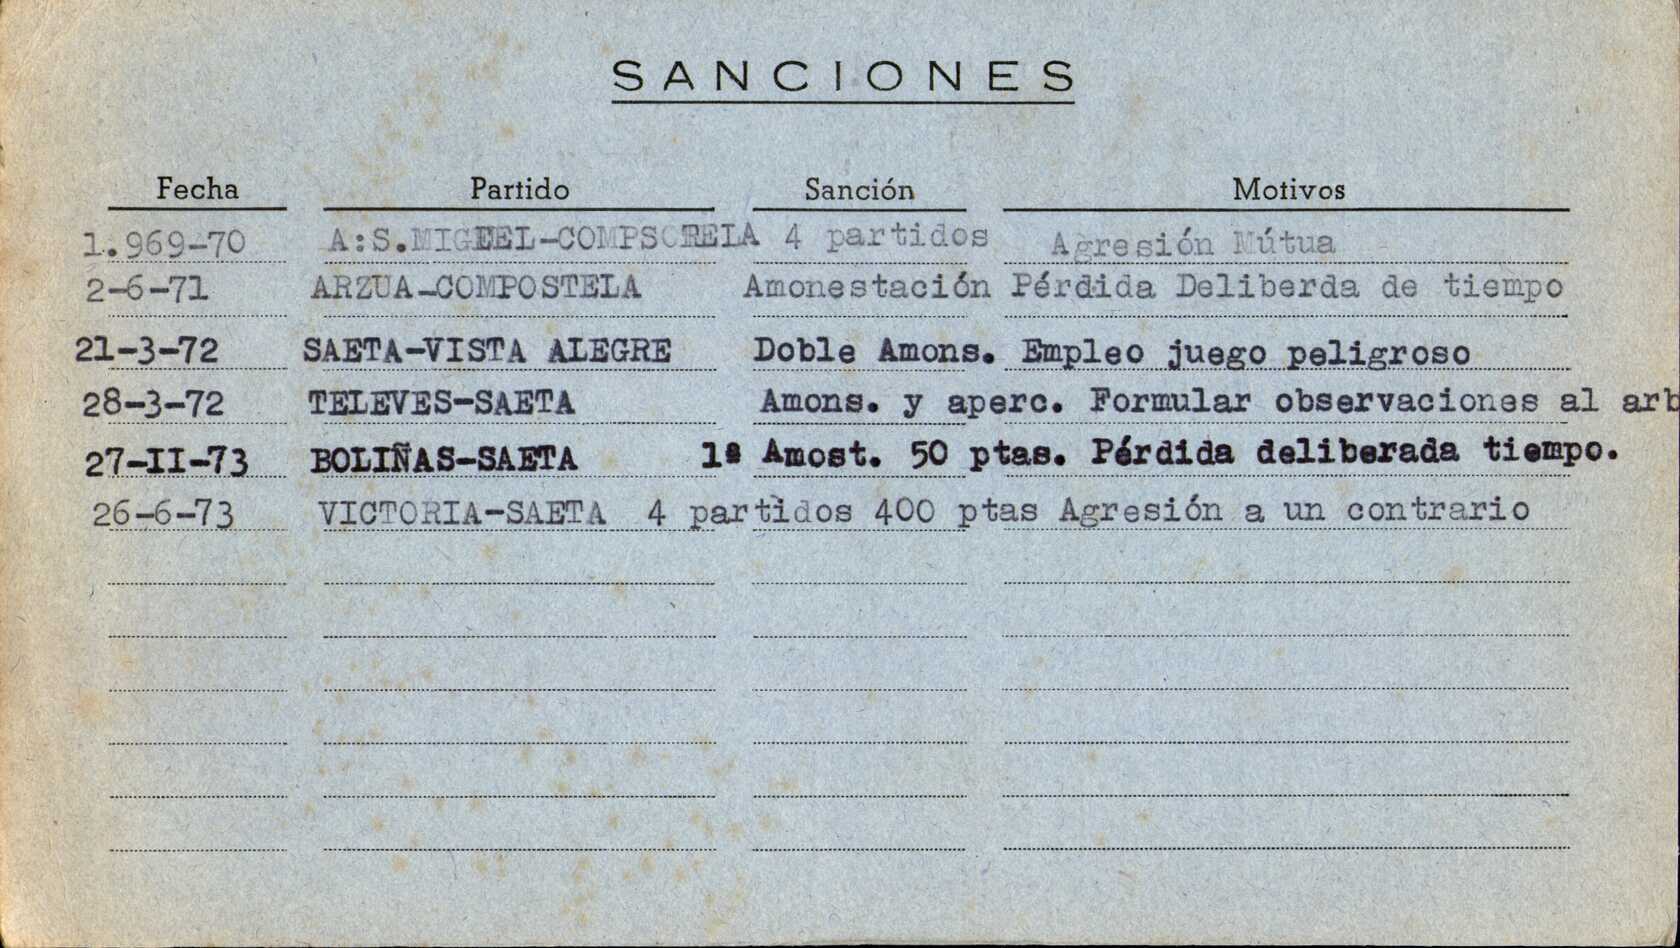 SANCIONES
Fecha Partido Sanción Motivos
1.969-70 A:S. 4 partidos Agresión Mútua
2-6-71 ARZUA-COMPOSTELA Amonestación Pérdida Deliberda de tiempo
21-3-72 SAETA-VISTA ALEGRE Doble Amons. Empleo juego peligroso
28-3-72 TELEVES-SAETA Amons. y aperc. Formular observaciones al arb
27-II-73 BOLIÑAS-SAETA 1ª Amost. 50 ptas. Pérdida deliberada tiempo.
26-6-73 VICTORIA-SAETA 4 partidos 400 ptas Agresión a un contrario